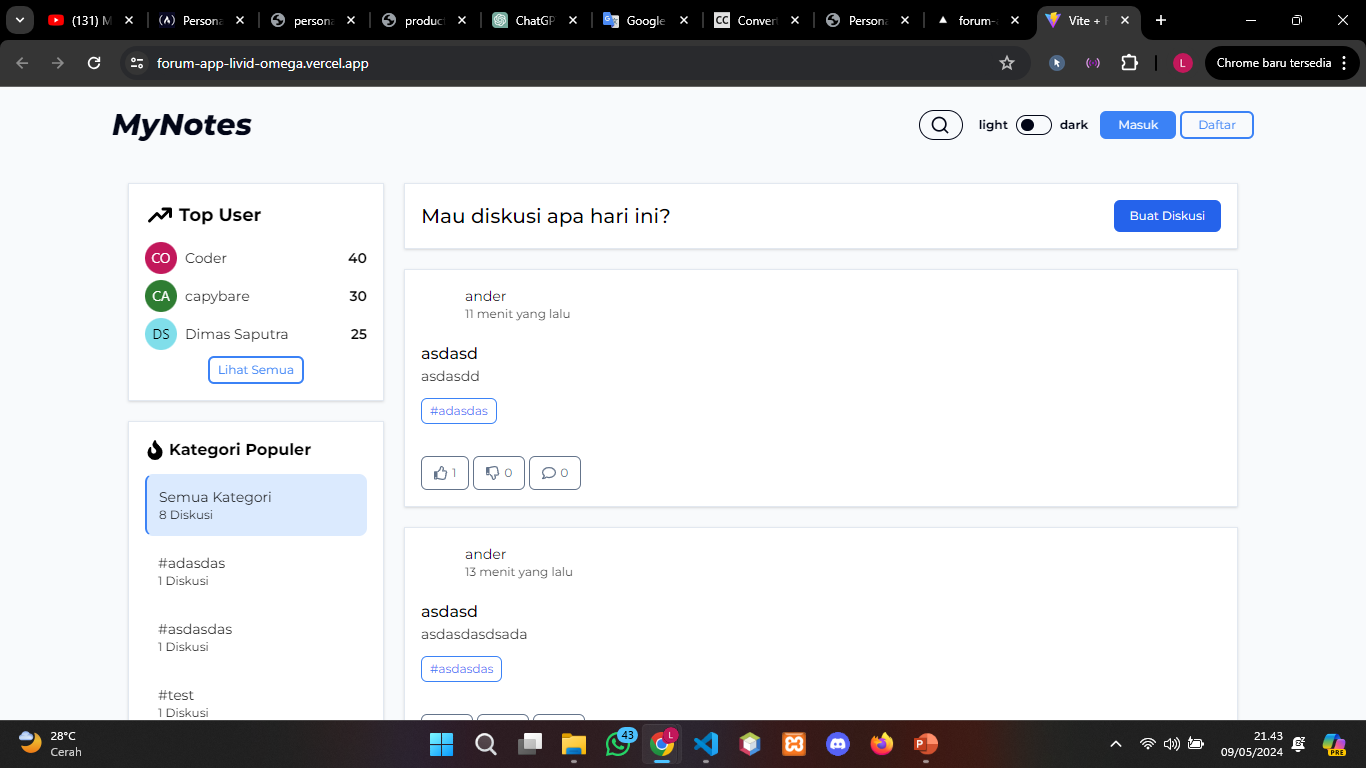 (131) M
Persona
persona
produc
ChatGP
Google
Conver
Persona
forum-a
Vite + R
forum-app-livid-omega.vercel.app
L
Chrome baru tersedia
MyNotes
light
dark
Masuk
Daftar
Top User
CO Coder 40
CA capybare 30
DS Dimas Saputra 25
Lihat Semua
Kategori Populer
Semua Kategori
8 Diskusi
#adasdas
1 Diskusi
#asdasdas
1 Diskusi
#test
1 Diskusi
Mau diskusi apa hari ini?
Buat Diskusi
ander
11 menit yang lalu
asdasd
asdasdd
#adasdas
1 0 0
ander
13 menit yang lalu
asdasd
asdasdasdsada
#asdasdas
28°C
Cerah
43
L
21.43
09/05/2024
PRE